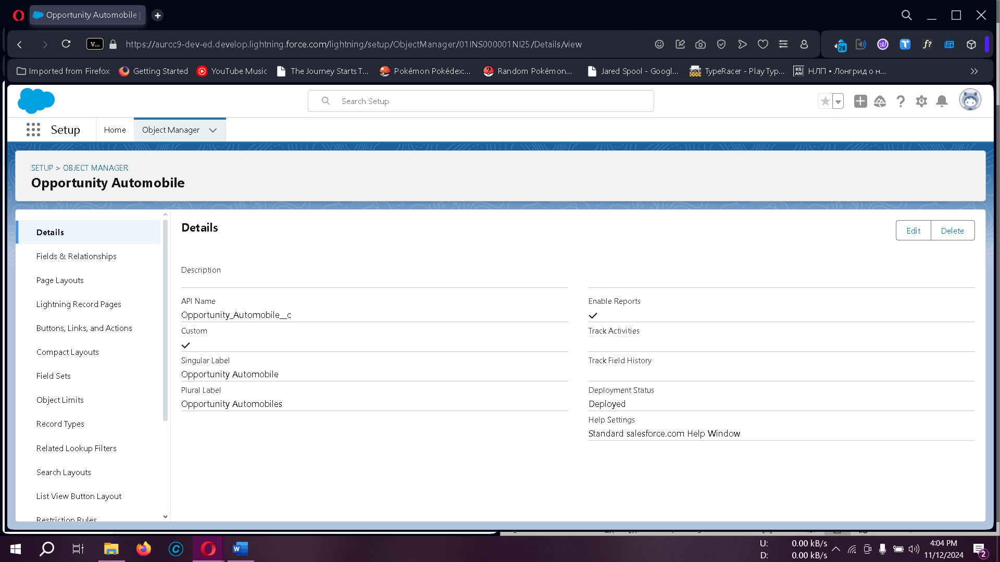 Opportunity Automobile |
V...
https://aurcc9-dev-ed.develop.lightning.force.com/lightning/setup/ObjectManager/01INS000001NI25/Details/view
28
f?
Imported from Firefox
Getting Started
YouTube Music
The Journey Starts T...
Pokémon Pokédex:...
Random Pokémon...
Jared Spool - Googl...
TypeRacer - Play Typ...
KS
AN|
НЛП • Лонгрид о н...
Search Setup
Setup
Home
Object Manager
SETUP > OBJECT MANAGER
Opportunity Automobile
Details
Fields & Relationships
Page Layouts
Lightning Record Pages
Buttons, Links, and Actions
Compact Layouts
Field Sets
Object Limits
Record Types
Related Lookup Filters
Search Layouts
List View Button Layout
Restriction Rules
Details
Edit
Delete
Description
API Name
Opportunity_Automobile__c
Custom
Singular Label
Opportunity Automobile
Plural Label
Opportunity Automobiles
Enable Reports
Track Activities
Track Field History
Deployment Status
Deployed
Help Settings
Standard salesforce.com Help Window
U: 0.00 kB/s
D: 0.00 kB/s
4:04 PM
11/12/2024
2